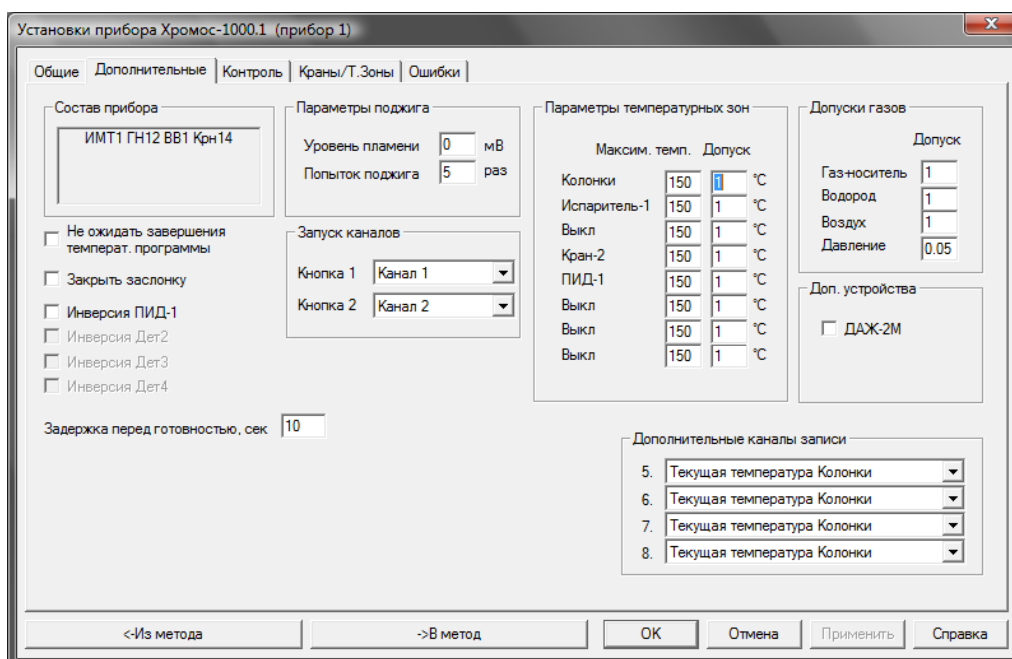 Установки прибора Хромос-1000.1 (прибор 1)
Общие Дополнительные Контроль Краны/Т.Зоны Ошибки
Состав прибора
ИМТ1 ГН12 ВВ1 Крн14
Не ожидать завершения
температ. программы
Закрыть заслонку
Инверсия ПИД-1
Инверсия Дет2
Инверсия Дет3
Инверсия Дет4
Задержка перед готовностью, сек 10
Параметры поджига
Уровень пламени 0 мВ
Попыток поджига 5 раз
Запуск каналов
Кнопка 1 Канал 1
Кнопка 2 Канал 2
Параметры температурных зон
Максим. темп. Допуск
Колонки 150 1 °C
Испаритель-1 150 1 °C
Выкл 150 1 °C
Кран-2 150 1 °C
ПИД-1 150 1 °C
Выкл 150 1 °C
Выкл 150 1 °C
Выкл 150 1 °C
Допуски газов
Допуск
Газ-носитель 1
Водород 1
Воздух 1
Давление 0.05
Доп. устройства
ДАЖ-2М
Дополнительные каналы записи
5. Текущая температура Колонки
6. Текущая температура Колонки
7. Текущая температура Колонки
8. Текущая температура Колонки
<-Из метода ->В метод OK Отмена Применить Справка